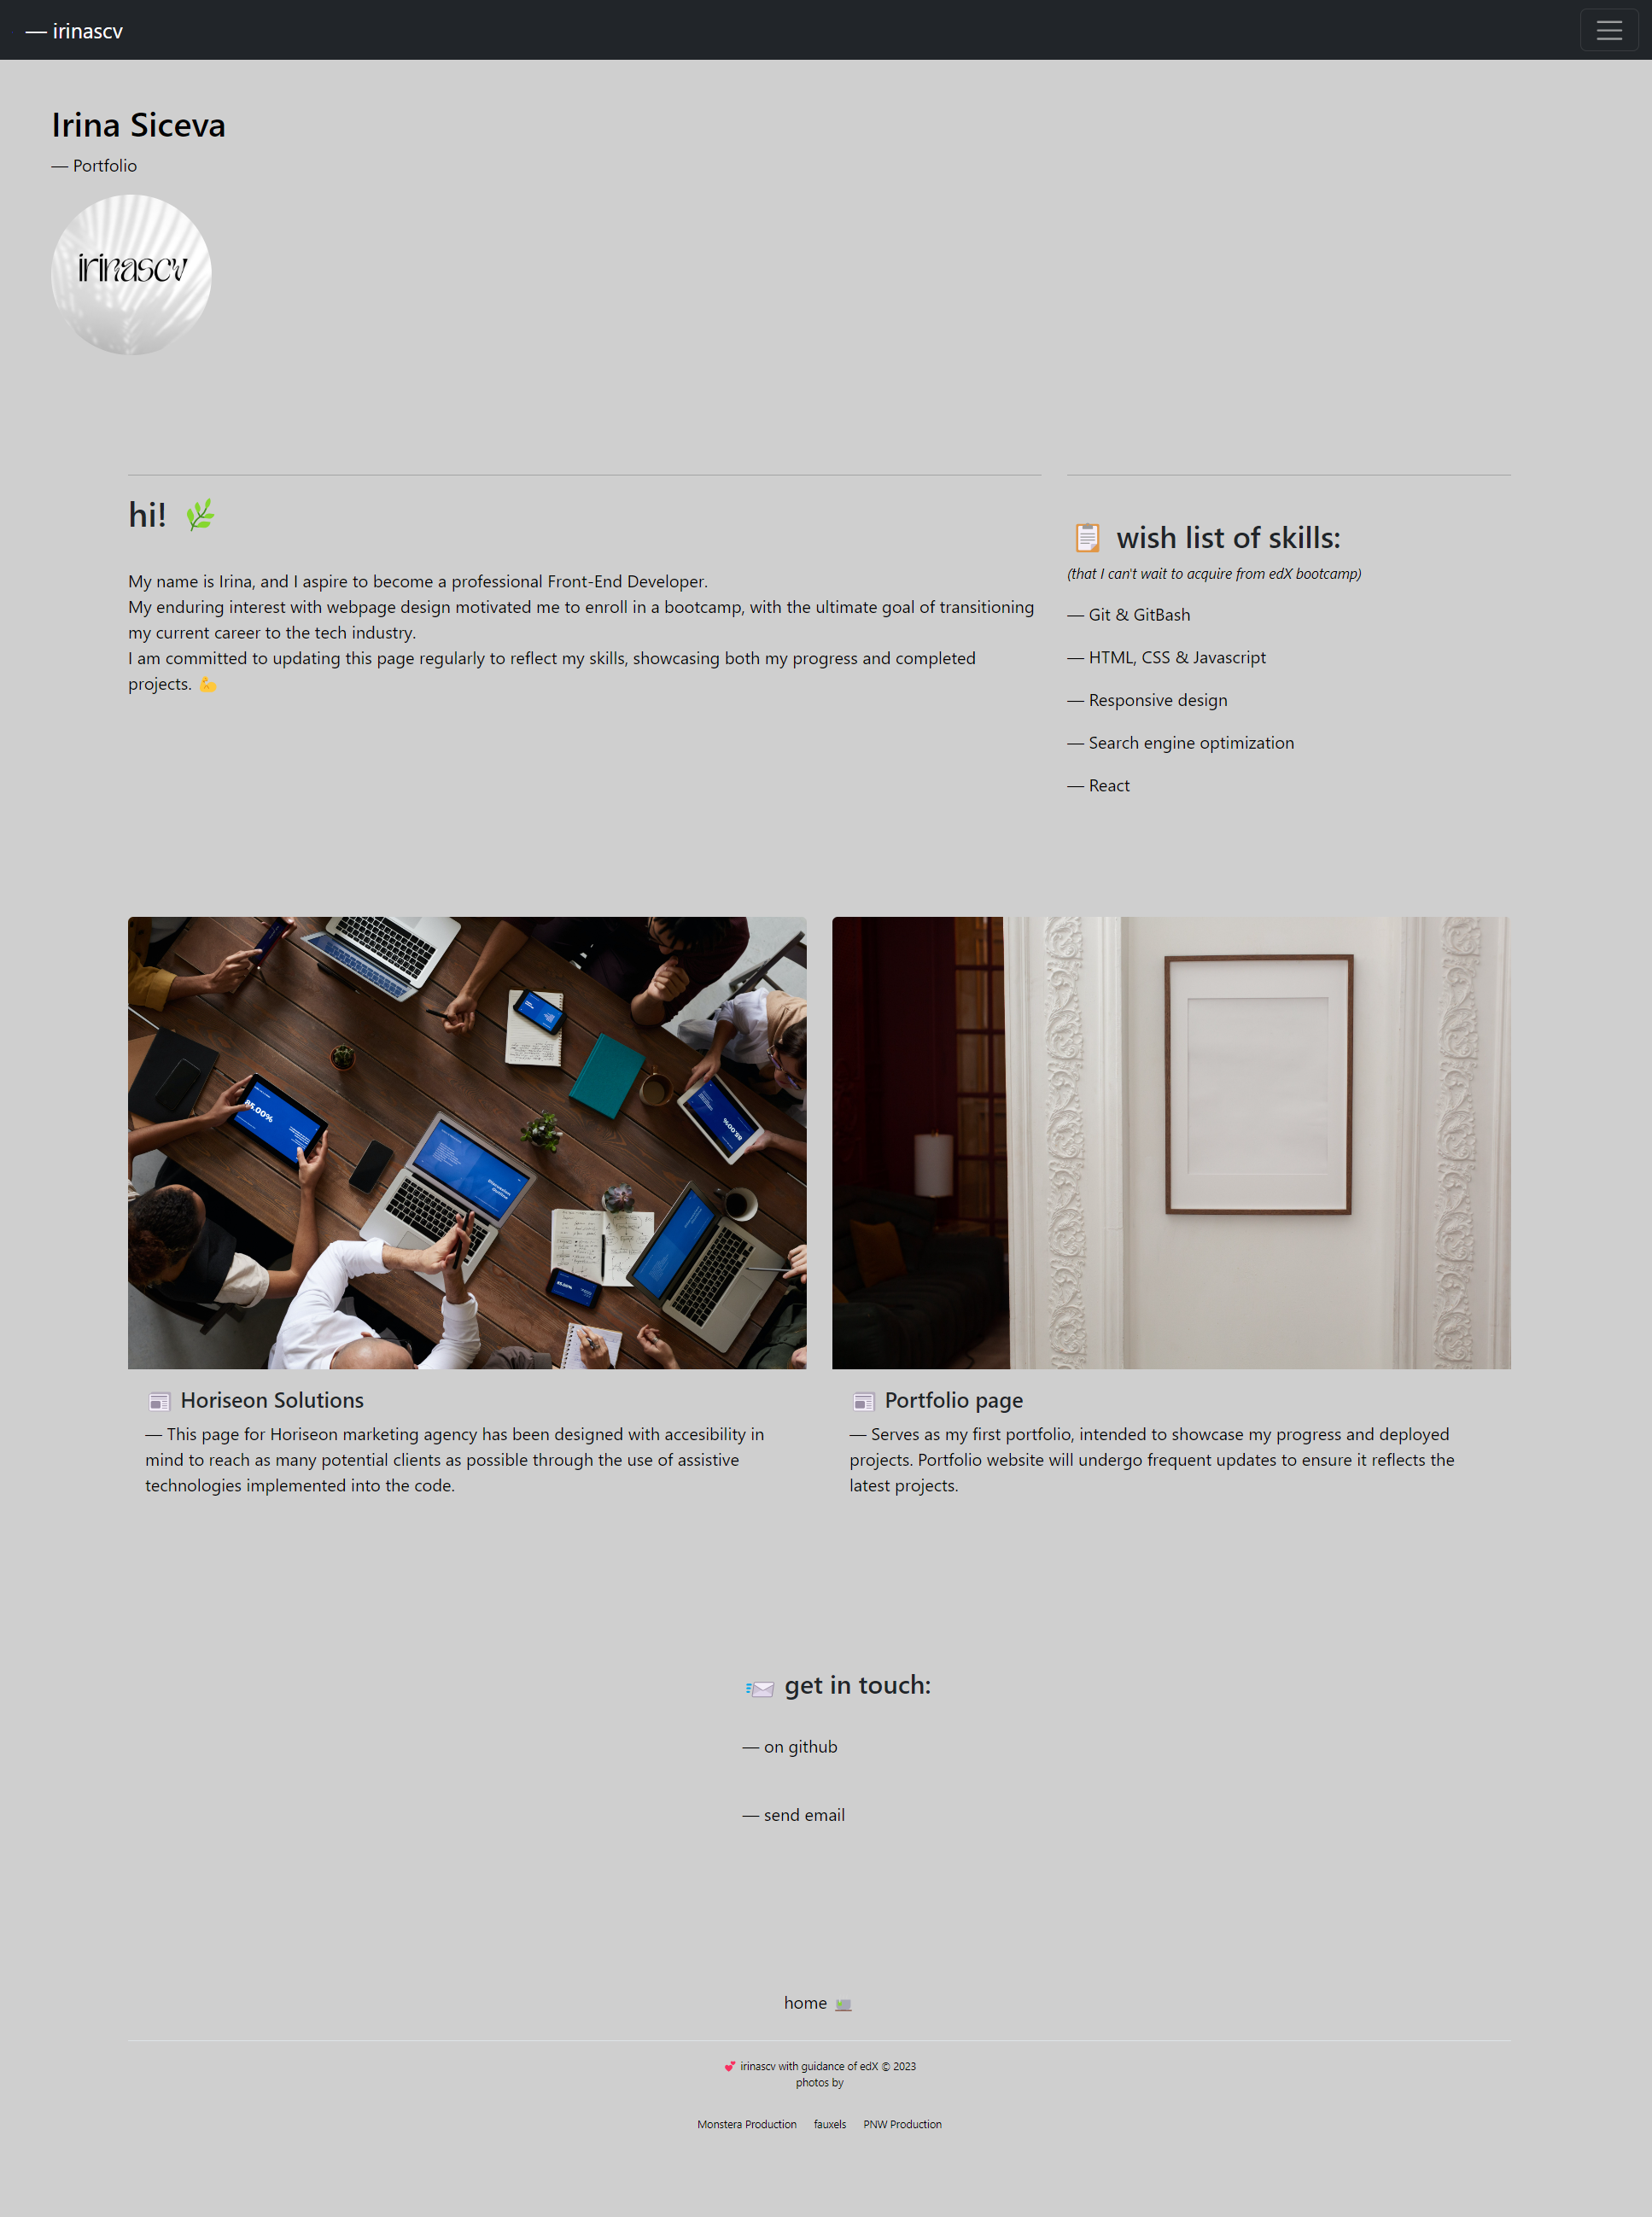 — irinascv
Irina Siceva
— Portfolio
irinascv
hi! 🌿
My name is Irina, and I aspire to become a professional Front-End Developer.
My enduring interest with webpage design motivated me to enroll in a bootcamp, with the ultimate goal of transitioning
my current career to the tech industry.
I am committed to updating this page regularly to reflect my skills, showcasing both my progress and completed
projects. 💪
📋 wish list of skills:
(that I can't wait to acquire from edX bootcamp)
— Git & GitBash
— HTML, CSS & Javascript
— Responsive design
— Search engine optimization
— React
85.00%
85.00%
85.00%
📰 Horiseon Solutions
— This page for Horiseon marketing agency has been designed with accesibility in
mind to reach as many potential clients as possible through the use of assistive
technologies implemented into the code.
📰 Portfolio page
— Serves as my first portfolio, intended to showcase my progress and deployed
projects. Portfolio website will undergo frequent updates to ensure it reflects the
latest projects.
📨 get in touch:
— on github
— send email
home 💻
💕 irinascv with guidance of edX © 2023
photos by
Monstera Production fauxels PNW Production